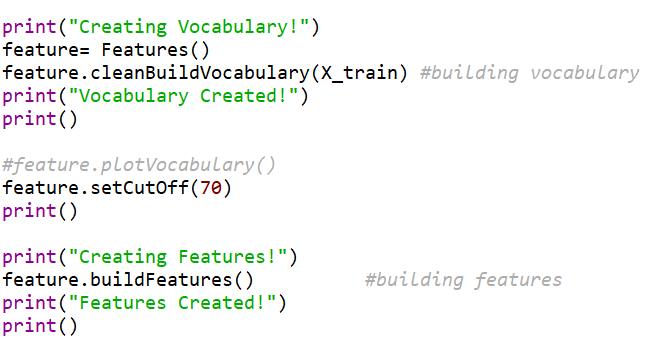 print("Creating Vocabulary!")
feature= Features()
feature.cleanBuildVocabulary(X_train) #building vocabulary
print("Vocabulary Created!")
print()
#feature.plotVocabulary()
feature.setCutOff(70)
print()
print("Creating Features!")
feature.buildFeatures()          #building features
print("Features Created!")
print()